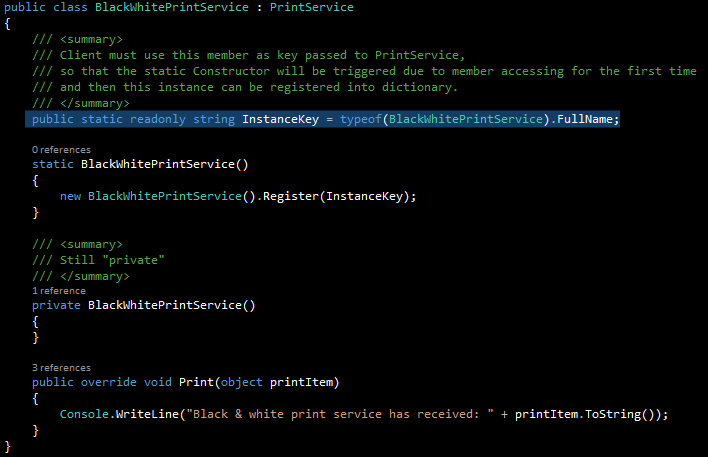 public class BlackWhitePrintService : PrintService
{
/// <summary>
/// Client must use this member as key passed to PrintService,
/// so that the static Constructor will be triggered due to member accessing for the first time
/// and then this instance can be registered into dictionary.
/// </summary>
public static readonly string InstanceKey = typeof(BlackWhitePrintService).FullName;
0 references
static BlackWhitePrintService()
{
new BlackWhitePrintService().Register(InstanceKey);
}
/// <summary>
/// Still "private"
/// </summary>
1 reference
private BlackWhitePrintService()
{
}
3 references
public override void Print(object printItem)
{
Console.WriteLine("Black & white print service has received: " + printItem.ToString());
}
}